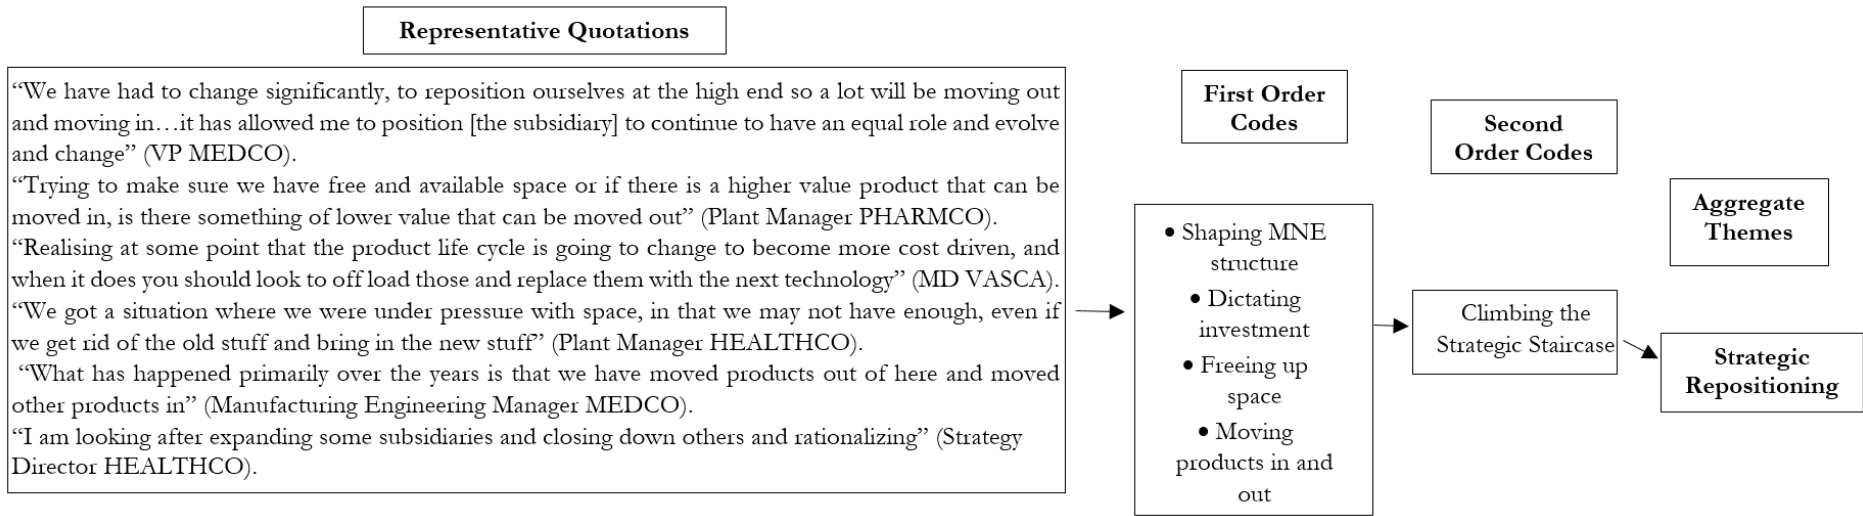 Representative Quotations
“We have had to change significantly, to reposition ourselves at the high end so a lot will be moving out
and moving in…it has allowed me to position [the subsidiary] to continue to have an equal role and evolve
and change” (VP MEDCO).
“Trying to make sure we have free and available space or if there is a higher value product that can be
moved in, is there something of lower value that can be moved out” (Plant Manager PHARMCO).
“Realising at some point that the product life cycle is going to change to become more cost driven, and
when it does you should look to off load those and replace them with the next technology” (MD VASCA).
“We got a situation where we were under pressure with space, in that we may not have enough, even if
we get rid of the old stuff and bring in the new stuff” (Plant Manager HEALTHCO).
“What has happened primarily over the years is that we have moved products out of here and moved
other products in” (Manufacturing Engineering Manager MEDCO).
“I am looking after expanding some subsidiaries and closing down others and rationalizing” (Strategy
Director HEALTHCO).
First Order
Codes
• Shaping MNE
structure
• Dictating
investment
• Freeing up
space
• Moving
products in and
out
Second
Order Codes
Climbing the
Strategic Staircase
Aggregate
Themes
Strategic
Repositioning